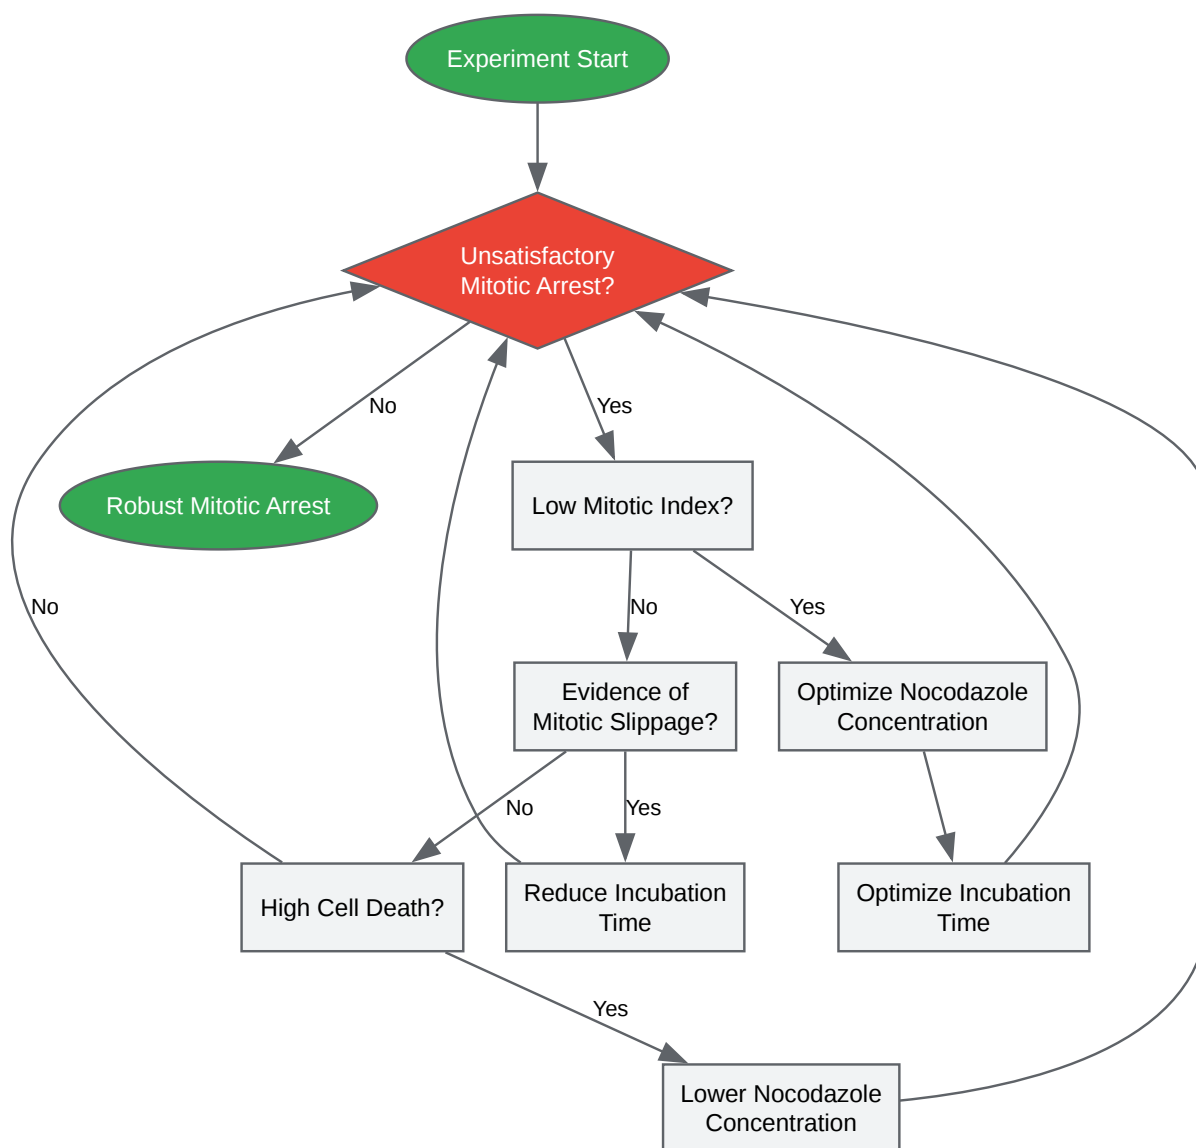 Experiment Start
Unsatisfactory
Mitotic Arrest?
No
Yes
Robust Mitotic Arrest
Low Mitotic Index?
No
No
Yes
Evidence of
Mitotic Slippage?
Optimize Nocodazole
Concentration
No
Yes
High Cell Death?
Reduce Incubation
Time
Optimize Incubation
Time
Yes
Lower Nocodazole
Concentration